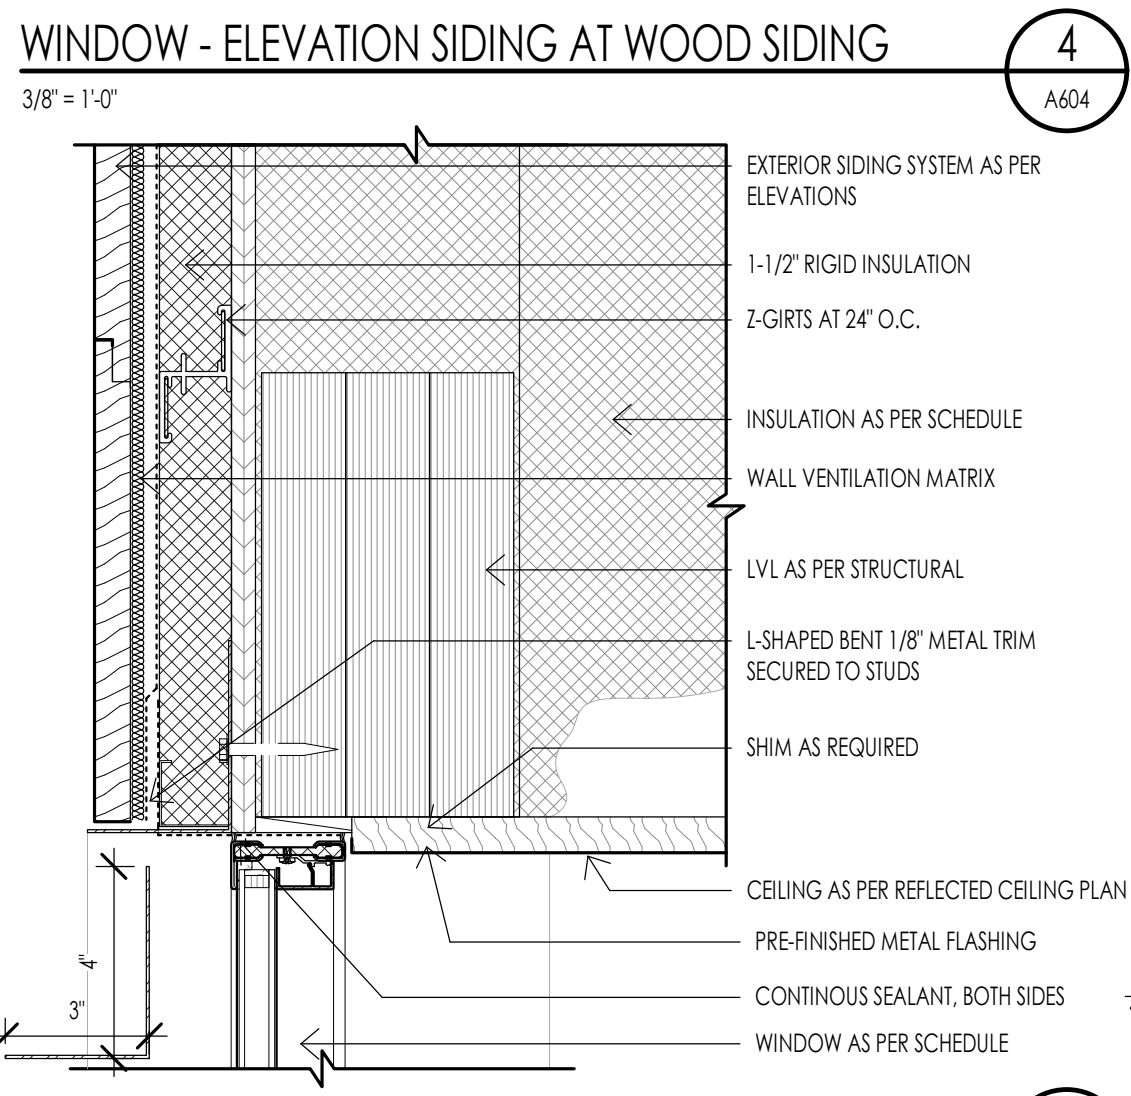 WINDOW - ELEVATION SIDING AT WOOD SIDING
4
3/8" = 1'-0"
A604
EXTERIOR SIDING SYSTEM AS PER
ELEVATIONS
1-1/2" RIGID INSULATION
Z-GIRTS AT 24" O.C.
INSULATION AS PER SCHEDULE
WALL VENTILATION MATRIX
LVL AS PER STRUCTURAL
L-SHAPED BENT 1/8" METAL TRIM
SECURED TO STUDS
SHIM AS REQUIRED
CEILING AS PER REFLECTED CEILING PLAN
PRE-FINISHED METAL FLASHING
CONTINOUS SEALANT, BOTH SIDES
WINDOW AS PER SCHEDULE
4"
3"